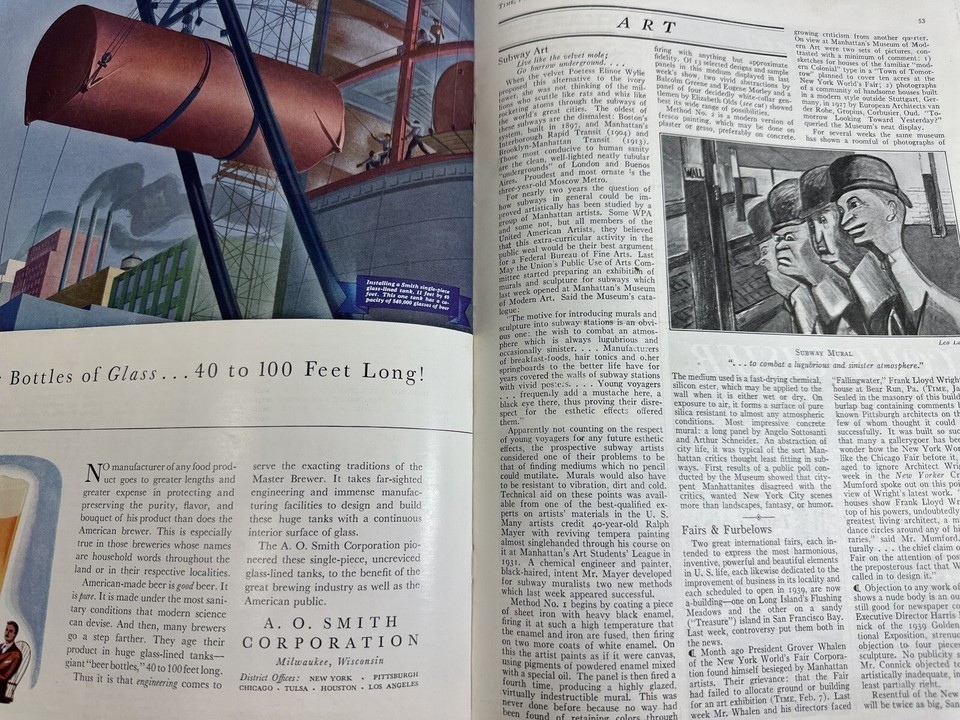 Installing a Smith single-piece
glass-lined tank. 11 feet by 65
feet. This one tank has a ca-
pacity of 540,000 glasses of beer
Bottles of Glass . . . 40 to 100 Feet Long!
NO manufacturer of any food prod-
uct goes to greater lengths and
greater expense in protecting and
preserving the purity, flavor, and
bouquet of his product than does the
American brewer. This is especially
true in those breweries whose names
are household words throughout the
land or in their respective localities.
American-made beer is good beer. It
is pure. It is made under the most sani-
tary conditions that modern science
can devise. And then, many brewers
go a step farther. They age their
product in huge glass-lined tanks—
giant "beer bottles," 40 to 100 feet long.
Thus it is that engineering comes to
serve the exacting traditions of the
Master Brewer. It takes far-sighted
engineering and immense manufac-
turing facilities to design and build
these huge tanks with a continuous
interior surface of glass.
The A. O. Smith Corporation pio-
neered these single-piece, uncreviced
glass-lined tanks, to the benefit of the
great brewing industry as well as the
American public.
A. O. SMITH
CORPORATION
Milwaukee, Wisconsin
District Offices: NEW YORK · PITTSBURGH
CHICAGO · TULSA · HOUSTON · LOS ANGELES
TIME,
ART
53
Subway Art
Live like the velvet mole;
Go burrow underground. . . .
When the velvet Poetess Elinor Wylie
proposed this alternative to the ivory
tower, she was not thinking of the mil-
lions who scuttle like rats and whiz like
meteors along through the subways of
the world's great cities. The oldest of
these subways are the dismalest: Boston's
system, built in 1897, and Manhattan's
Interborough Rapid Transit (1904) and
Brooklyn-Manhattan Transit (1913).
Those most conducive to human sanity
are the clean, well-lighted neatly tubular
"undergrounds" of London and Buenos
Aires. Proudest and most ornate is the
three-year-old Moscow Metro.
For nearly two years the question of
how subways in general could be im-
proved artistically has been studied by a
group of Manhattan artists. Some WPA
and some not, but all members of the
United American Artists, they believed
that this extra-curricular activity in the
public weal would be their best argument
for a Federal Bureau of Fine Arts. Last
May the Union's Public Use of Arts Com-
mittee started preparing an exhibition of
murals and sculpture for subways which
last week opened at Manhattan's Museum
of Modern Art. Said the Museum's cata-
logue:
"The motive for introducing murals and
sculpture into subway stations is an obvi-
ous one: the wish to combat an atmos-
phere which is always lugubrious and
occasionally sinister. . . . Manufacturers
of breakfast-foods, hair tonics and other
springboards to the better life have for
years covered the walls of subway stations
with vivid posters. . . . Young voyagers
. . . frequently add a mustache here, a
black eye there, thus proving their disre-
spect for the esthetic effects offered
them."
Apparently not counting on the respect
of young voyagers for any future esthetic
effects, the prospective subway artists
considered one of their problems to be
that of finding mediums which no pencil
could mutilate. Murals would also have
to be resistant to vibration, dirt and cold.
Technical aid on these points was avail-
able from one of the best-qualified ex-
perts on artists' materials in the U. S.
Many artists credit 40-year-old Ralph
Mayer with reviving tempera painting
almost singlehanded through his course on
it at Manhattan's Art Students' League in
1931. A chemical engineer and painter,
black-haired, intent Mr. Mayer developed
for subway muralists two new methods
which last week appeared successful.
Method No. 1 begins by coating a piece
of sheet iron with heavy black enamel,
firing it at such a high temperature that
the enamel and iron are fused, then firing
on two more coats of white enamel. On
this the artist paints as if it were canvas,
using pigments of powdered enamel mixed
with a special oil. The panel is then fired a
fourth time, producing a highly glazed,
virtually indestructible mural. This was
never done before because no way had
been found of retaining colors through
firing with anything but approximate
fidelity. Of 13 selected designs and sample
panels in this medium displayed in last
week's show, two vivid abstractions by
Balcolm Greene and Eugene Morley and a
panel of four decidedly white-collar gen-
tlemen by Elizabeth Olds (see cut) showed
best its wide range of possibilities.
Method No. 2 is a modern version of
fresco painting, which may be done on
plaster or gesso, preferably on concrete.
growing criticism from another quarter.
On view at Manhattan's Museum of Mod-
ern Art were two sets of pictures, con-
trasted with a minimum of comment: 1)
sketches for houses of the familiar "mod-
ern Colonial" type in a "Town of Tomor-
row" planned to cover ten acres at the
New York World's Fair; 2) photographs
of a community of handsome houses built
in modern style outside Stuttgart, Ger-
many, in 1927 by European Architects van
der Rohe, Gropius, Corbusier, Oud. "To-
morrow Looking Toward Yesterday?"
queried the Museum's neat display.
For several weeks the same museum
has shown a roomful of photographs of
WALL
Leo
SUBWAY MURAL
". . . to combat a lugubrious and sinister atmosphere."
The medium used is a fast-drying chemical,
silicon ester, which may be applied to the
wall when it is either wet or dry. On
exposure to air, it forms a surface of pure
silica resistant to almost any atmospheric
conditions. Most impressive concrete
mural: a long panel by Angelo Sottosanti
and Arthur Schneider. An abstraction of
city life, it was typical of the sort Man-
hattan critics thought least fitting in sub-
ways. First results of a public poll con-
ducted by the Museum showed that city-
pent Manhattanites disagreed with the
critics, wanted New York City scenes
more than landscapes, fantasy, or humor.
Fairs & Furbelows
Two great international fairs, each in-
tended to express the most harmonious,
inventive, powerful and beautiful elements
in U. S. life, each likewise dedicated to the
improvement of business in its locality and
each scheduled to open in 1939, are now
a-building—one on Long Island's Flushing
Meadows and the other on a sandy
("Treasure") island in San Francisco Bay.
Last week, controversy put them both in
the news.
¶ Month ago President Grover Whalen
of the New York World's Fair Corpora-
tion found himself besieged by Manhattan
artists. Their grievance: that the Fair
had failed to allocate ground or building
for an art exhibition (TIME, Feb. 7). Last
week Mr. Whalen and his directors faced
"Fallingwater," Frank Lloyd Wright
house at Bear Run, Pa. (TIME, Ja
Sealed in the masonry of this build
burlap bag containing comments b
known Pittsburgh architects on th
few of whom thought it could
successfully. It was built so suc
that many a gallerygoer has bee
wonder how the New York Wor
like the Chicago Fair before it,
aged to ignore Architect Wri
week in the New Yorker C
Mumford spoke out on this poi
view of Wright's latest work.
houses show Frank Lloyd Wr
top of his powers, undoubtedly
greatest living architect, a m
dance circles around any of hi
raries," said Mr. Mumford.
turally . . . the chief claim o
Fair on the attention of pos
the preposterous fact that W
called in to design it."
¶ Objection to any work of
shows a nude body is an ou
still good for newspaper co
Executive Director Harris
nick of the 1939 Golden
tional Exposition, strenuc
objection to four pieces
sculpture. No publicity s
Mr. Connick objected to
artistically inadequate, in
least partially right.
Resentful of the New
will be twice as big, San